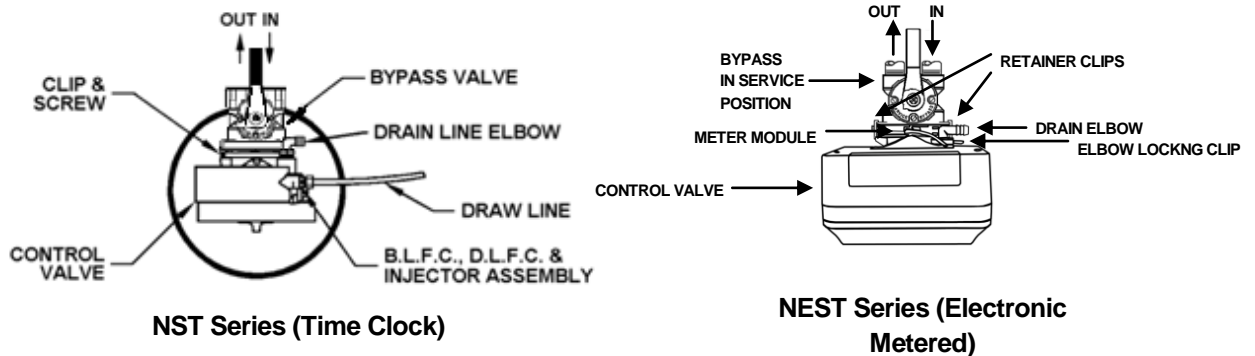 OUT IN
CLIP &
SCREW
BYPASS VALVE
DRAIN LINE ELBOW
DRAW LINE
CONTROL
VALVE
B.L.F.C., D.L.F.C. &
INJECTOR ASSEMBLY
NST Series (Time Clock)
OUT IN
BYPASS
IN SERVICE
POSITION
RETAINER CLIPS
METER MODULE
DRAIN ELBOW
ELBOW LOCKNG CLIP
CONTROL VALVE
NEST Series (Electronic
Metered)